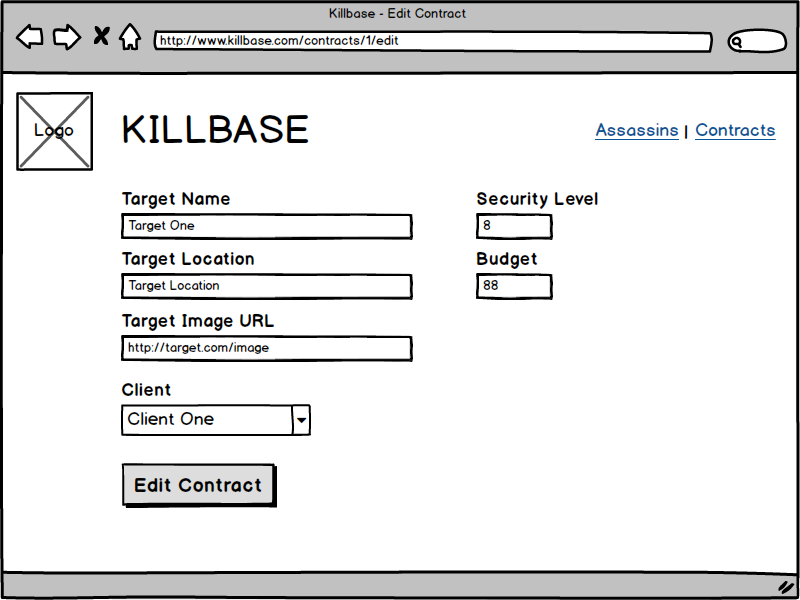 Killbase - Edit Contract
http://www.killbase.com/contracts/1/edit
Logo
KILLBASE
Assassins | Contracts
Target Name
Target One
Security Level
8
Target Location
Target Location
Budget
88
Target Image URL
http://target.com/image
Client
Client One
Edit Contract